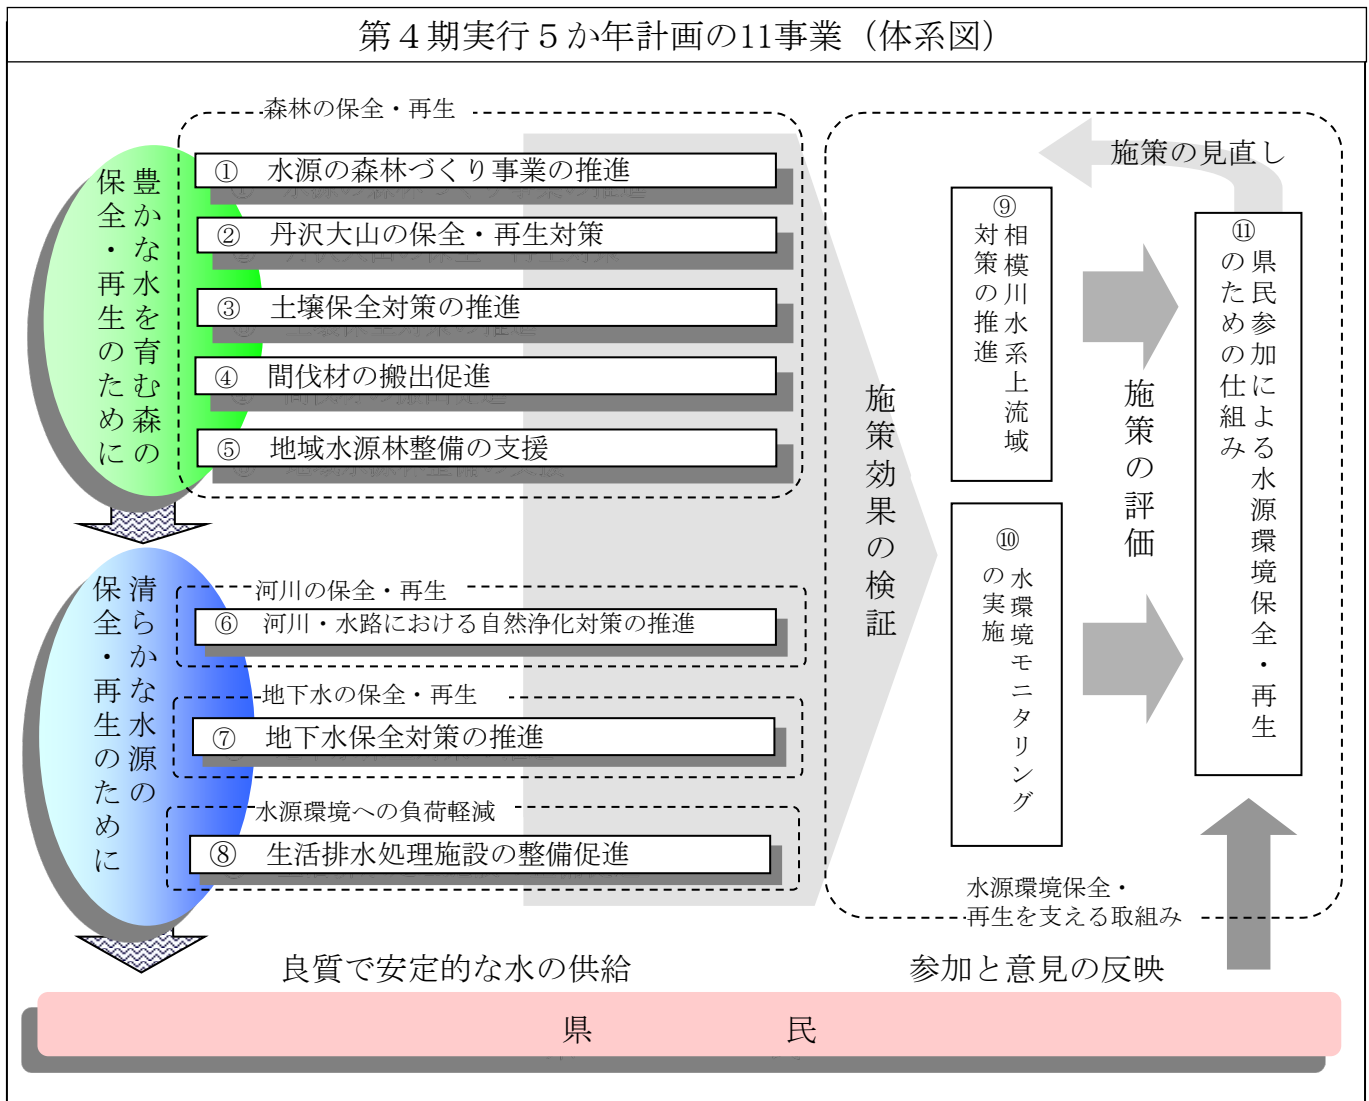 第４期実行５か年計画の11事業（体系図）
森林の保全・再生
豊かな水を育む森の
保全・再生のために
① 水源の森林づくり事業の推進
② 丹沢大山の保全・再生対策
③ 土壌保全対策の推進
④ 間伐材の搬出促進
⑤ 地域水源林整備の支援
清らかな水源の
保全・再生のために
河川の保全・再生
⑥ 河川・水路における自然浄化対策の推進
地下水の保全・再生
⑦ 地下水保全対策の推進
水源環境への負荷軽減
⑧ 生活排水処理施設の整備促進
施策効果の検証
⑨ 相模川水系上流域
対策の推進
⑩ 水環境モニタリング
の実施
施策の評価
施策の見直し
⑪ 県民参加による水源環境保全・再生
のための仕組み
水源環境保全・
再生を支える取組み
良質で安定的な水の供給
参加と意見の反映
県　　民